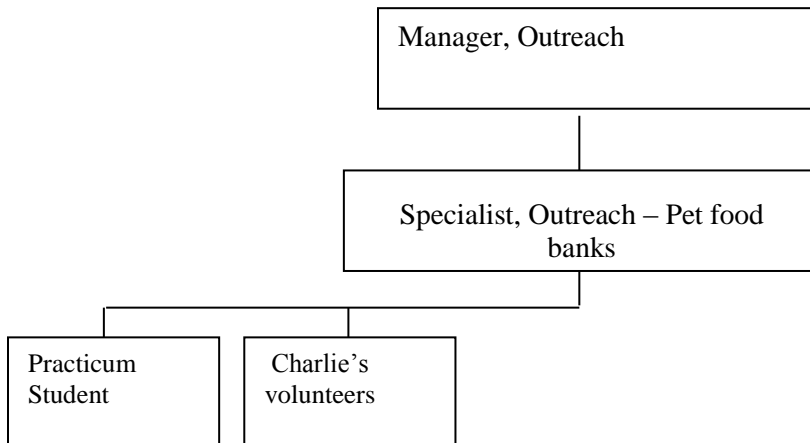 Manager, Outreach
Specialist, Outreach – Pet food
banks
Practicum
Student
Charlie’s
volunteers